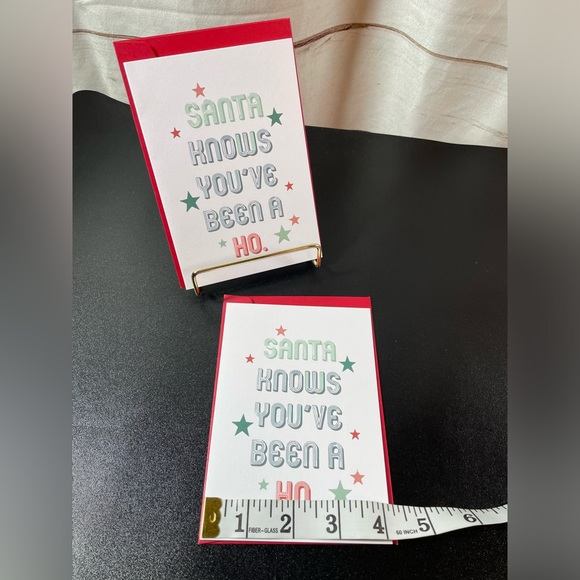 SANTA
KNOWS
YOU'VE
BEEN A
HO.
SANTA
KNOWS
YOU'VE
BEEN A
HO
1 FIBER-GLASS 2 3 4 60 INCH 5 6